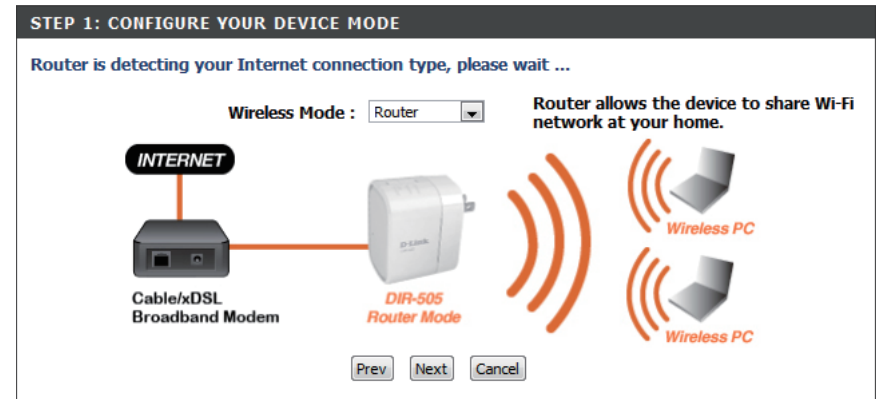 STEP 1: CONFIGURE YOUR DEVICE MODE
Router is detecting your Internet connection type, please wait ...
Wireless Mode : Router
Router allows the device to share Wi-Fi
network at your home.
INTERNET
D-Link
Cable/xDSL
Broadband Modem
DIR-505
Router Mode
Wireless PC
Wireless PC
Prev Next Cancel